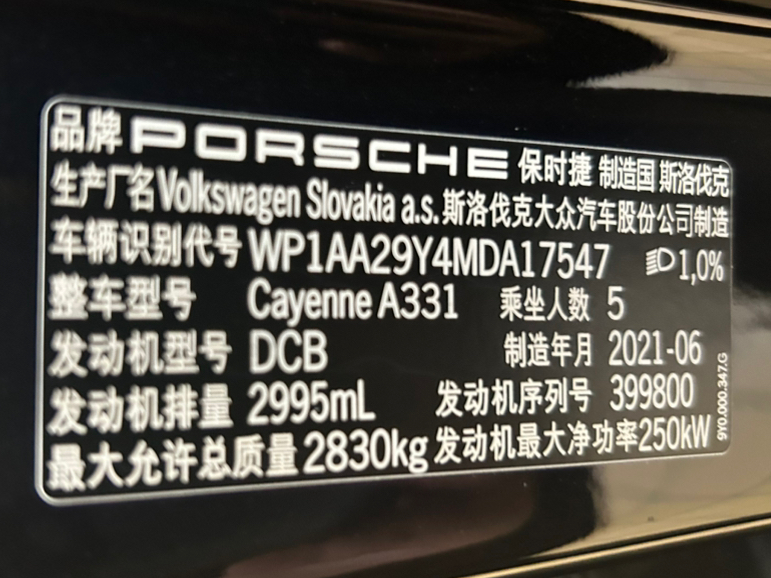 品牌 PORSCHE 保时捷 制造国 斯洛伐克
生产厂名 Volkswagen Slovakia a.s. 斯洛伐克大众汽车股份公司制造
车辆识别代号 WP1AA29Y4MDA17547 1,0%
整车型号 Cayenne A331 乘坐人数 5
发动机型号 DCB 制造年月 2021-06
发动机排量 2995mL 发动机序列号 399800
最大允许总质量 2830kg 发动机最大净功率 250kW
9Y0.000.347.G